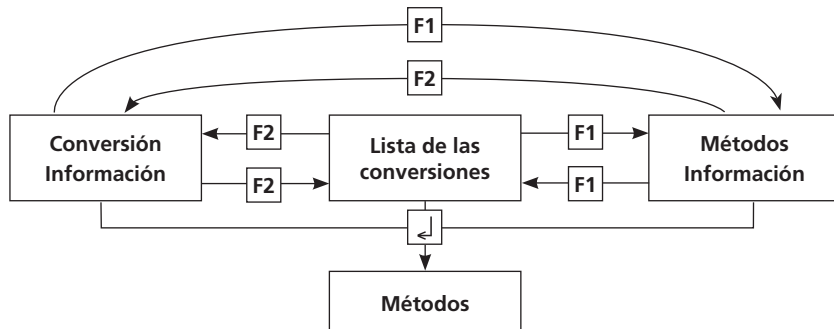 F1
F2
Conversión
Información
F2
F2
Lista de las
conversiones
F1
F1
Métodos
Información
Métodos